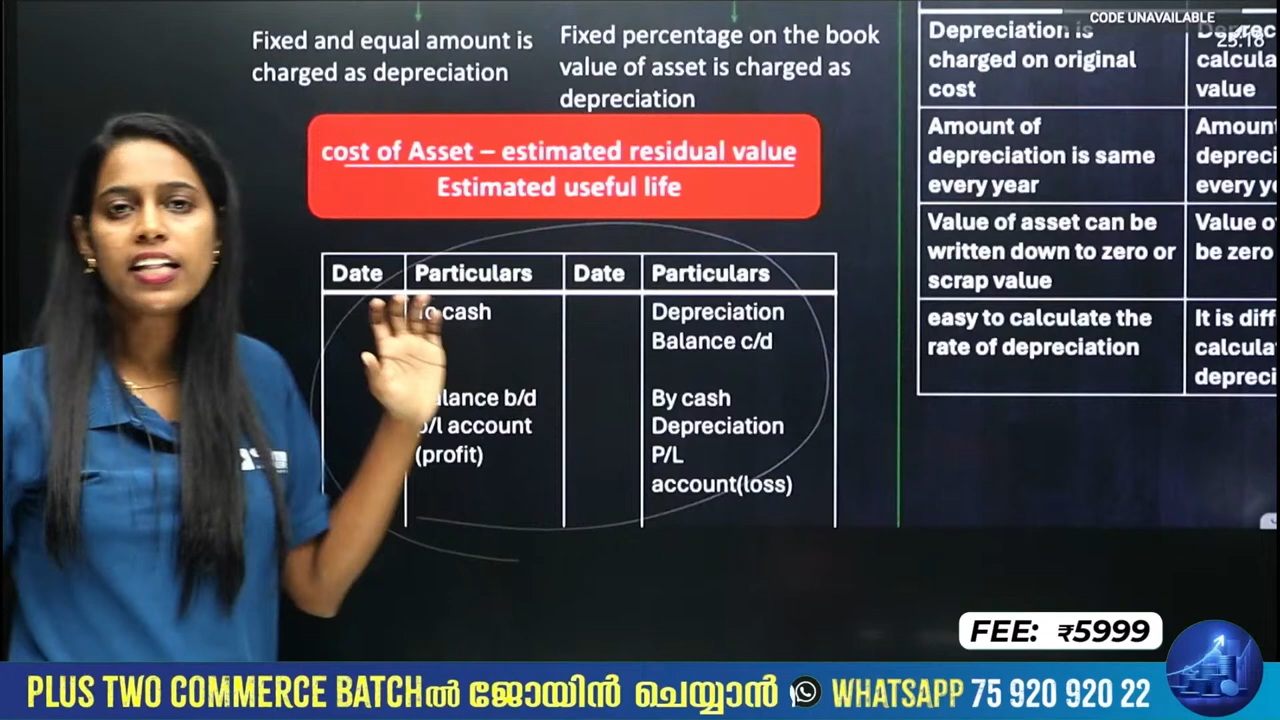 CODE UNAVAILABLE
Fixed and equal amount is
charged as depreciation
Fixed percentage on the book
value of asset is charged as
depreciation
cost of Asset – estimated residual value
Estimated useful life
Date Particulars Date Particulars
cash
Depreciation
Balance c/d
b/d
account
(profit)
By cash
Depreciation
P/L
account(loss)
Depreciation is
charged on original
cost
value
Amount of
depreciation is same
every year
Value of asset can be
written down to zero or
scrap value
be zero
easy to calculate the
rate of depreciation
It is
FEE: ₹5999
PLUS TWO COMMERCE BATCHൽ ജോയിൻ ചെയ്യാൻ WHATSAPP 75 920 920 22